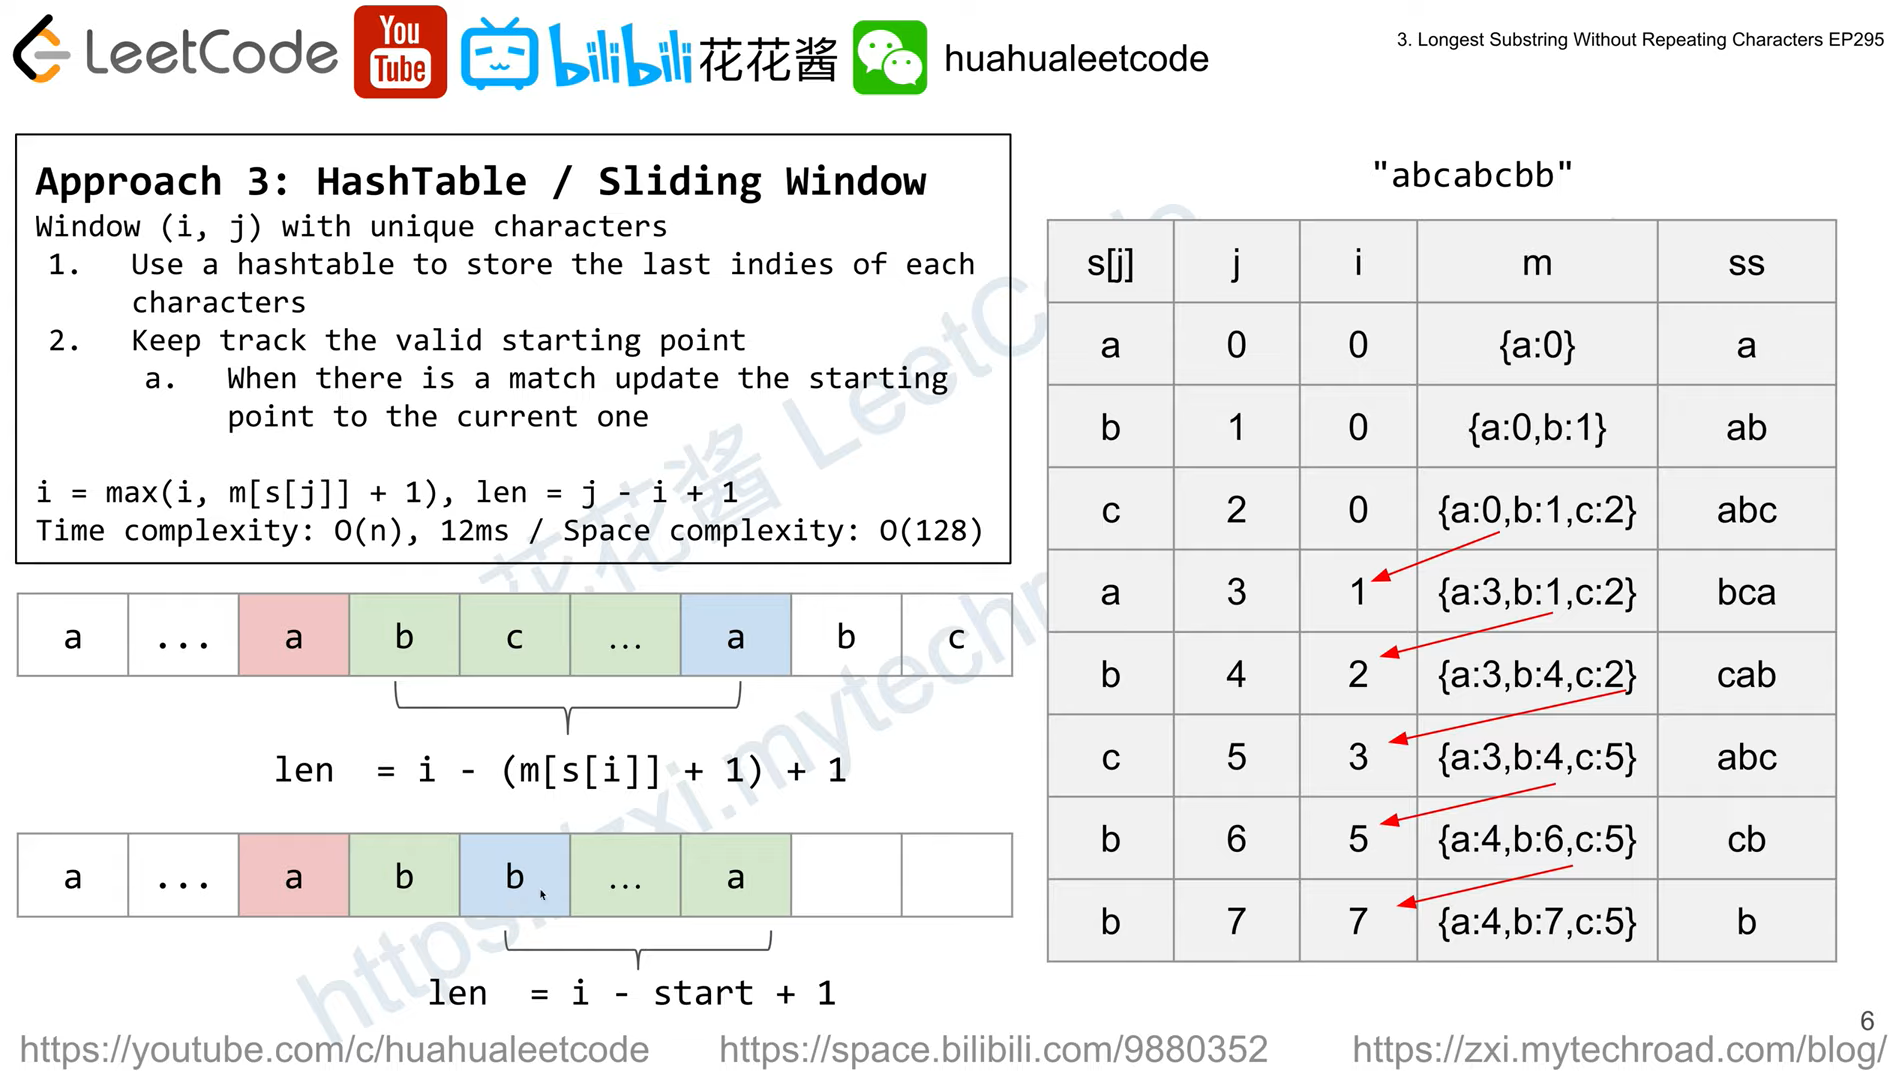 LeetCode You Tube bilibili 花花酱 huahualeetcode
3. Longest Substring Without Repeating Characters EP295
Approach 3: HashTable / Sliding Window
Window (i, j) with unique characters
1. Use a hashtable to store the last indies of each
characters
2. Keep track the valid starting point
a. When there is a match update the starting
point to the current one
i = max(i, m[s[j]] + 1), len = j - i + 1
Time complexity: O(n), 12ms / Space complexity: O(128)
a ... a b c ... a b c
len = i - (m[s[i]] + 1) + 1
a ... a b b ... a
len = i - start + 1
"abcabcbb"
s[j] j i m ss
a 0 0 {a:0} a
b 1 0 {a:0,b:1} ab
c 2 0 {a:0,b:1,c:2} abc
a 3 1 {a:3,b:1,c:2} bca
b 4 2 {a:3,b:4,c:2} cab
c 5 3 {a:3,b:4,c:5} abc
b 6 5 {a:4,b:6,c:5} cb
b 7 7 {a:4,b:7,c:5} b
花花酱 LeetCode
https://zxi.mytechro
6
https://youtube.com/c/huahualeetcode https://space.bilibili.com/9880352 https://zxi.mytechroad.com/blog/